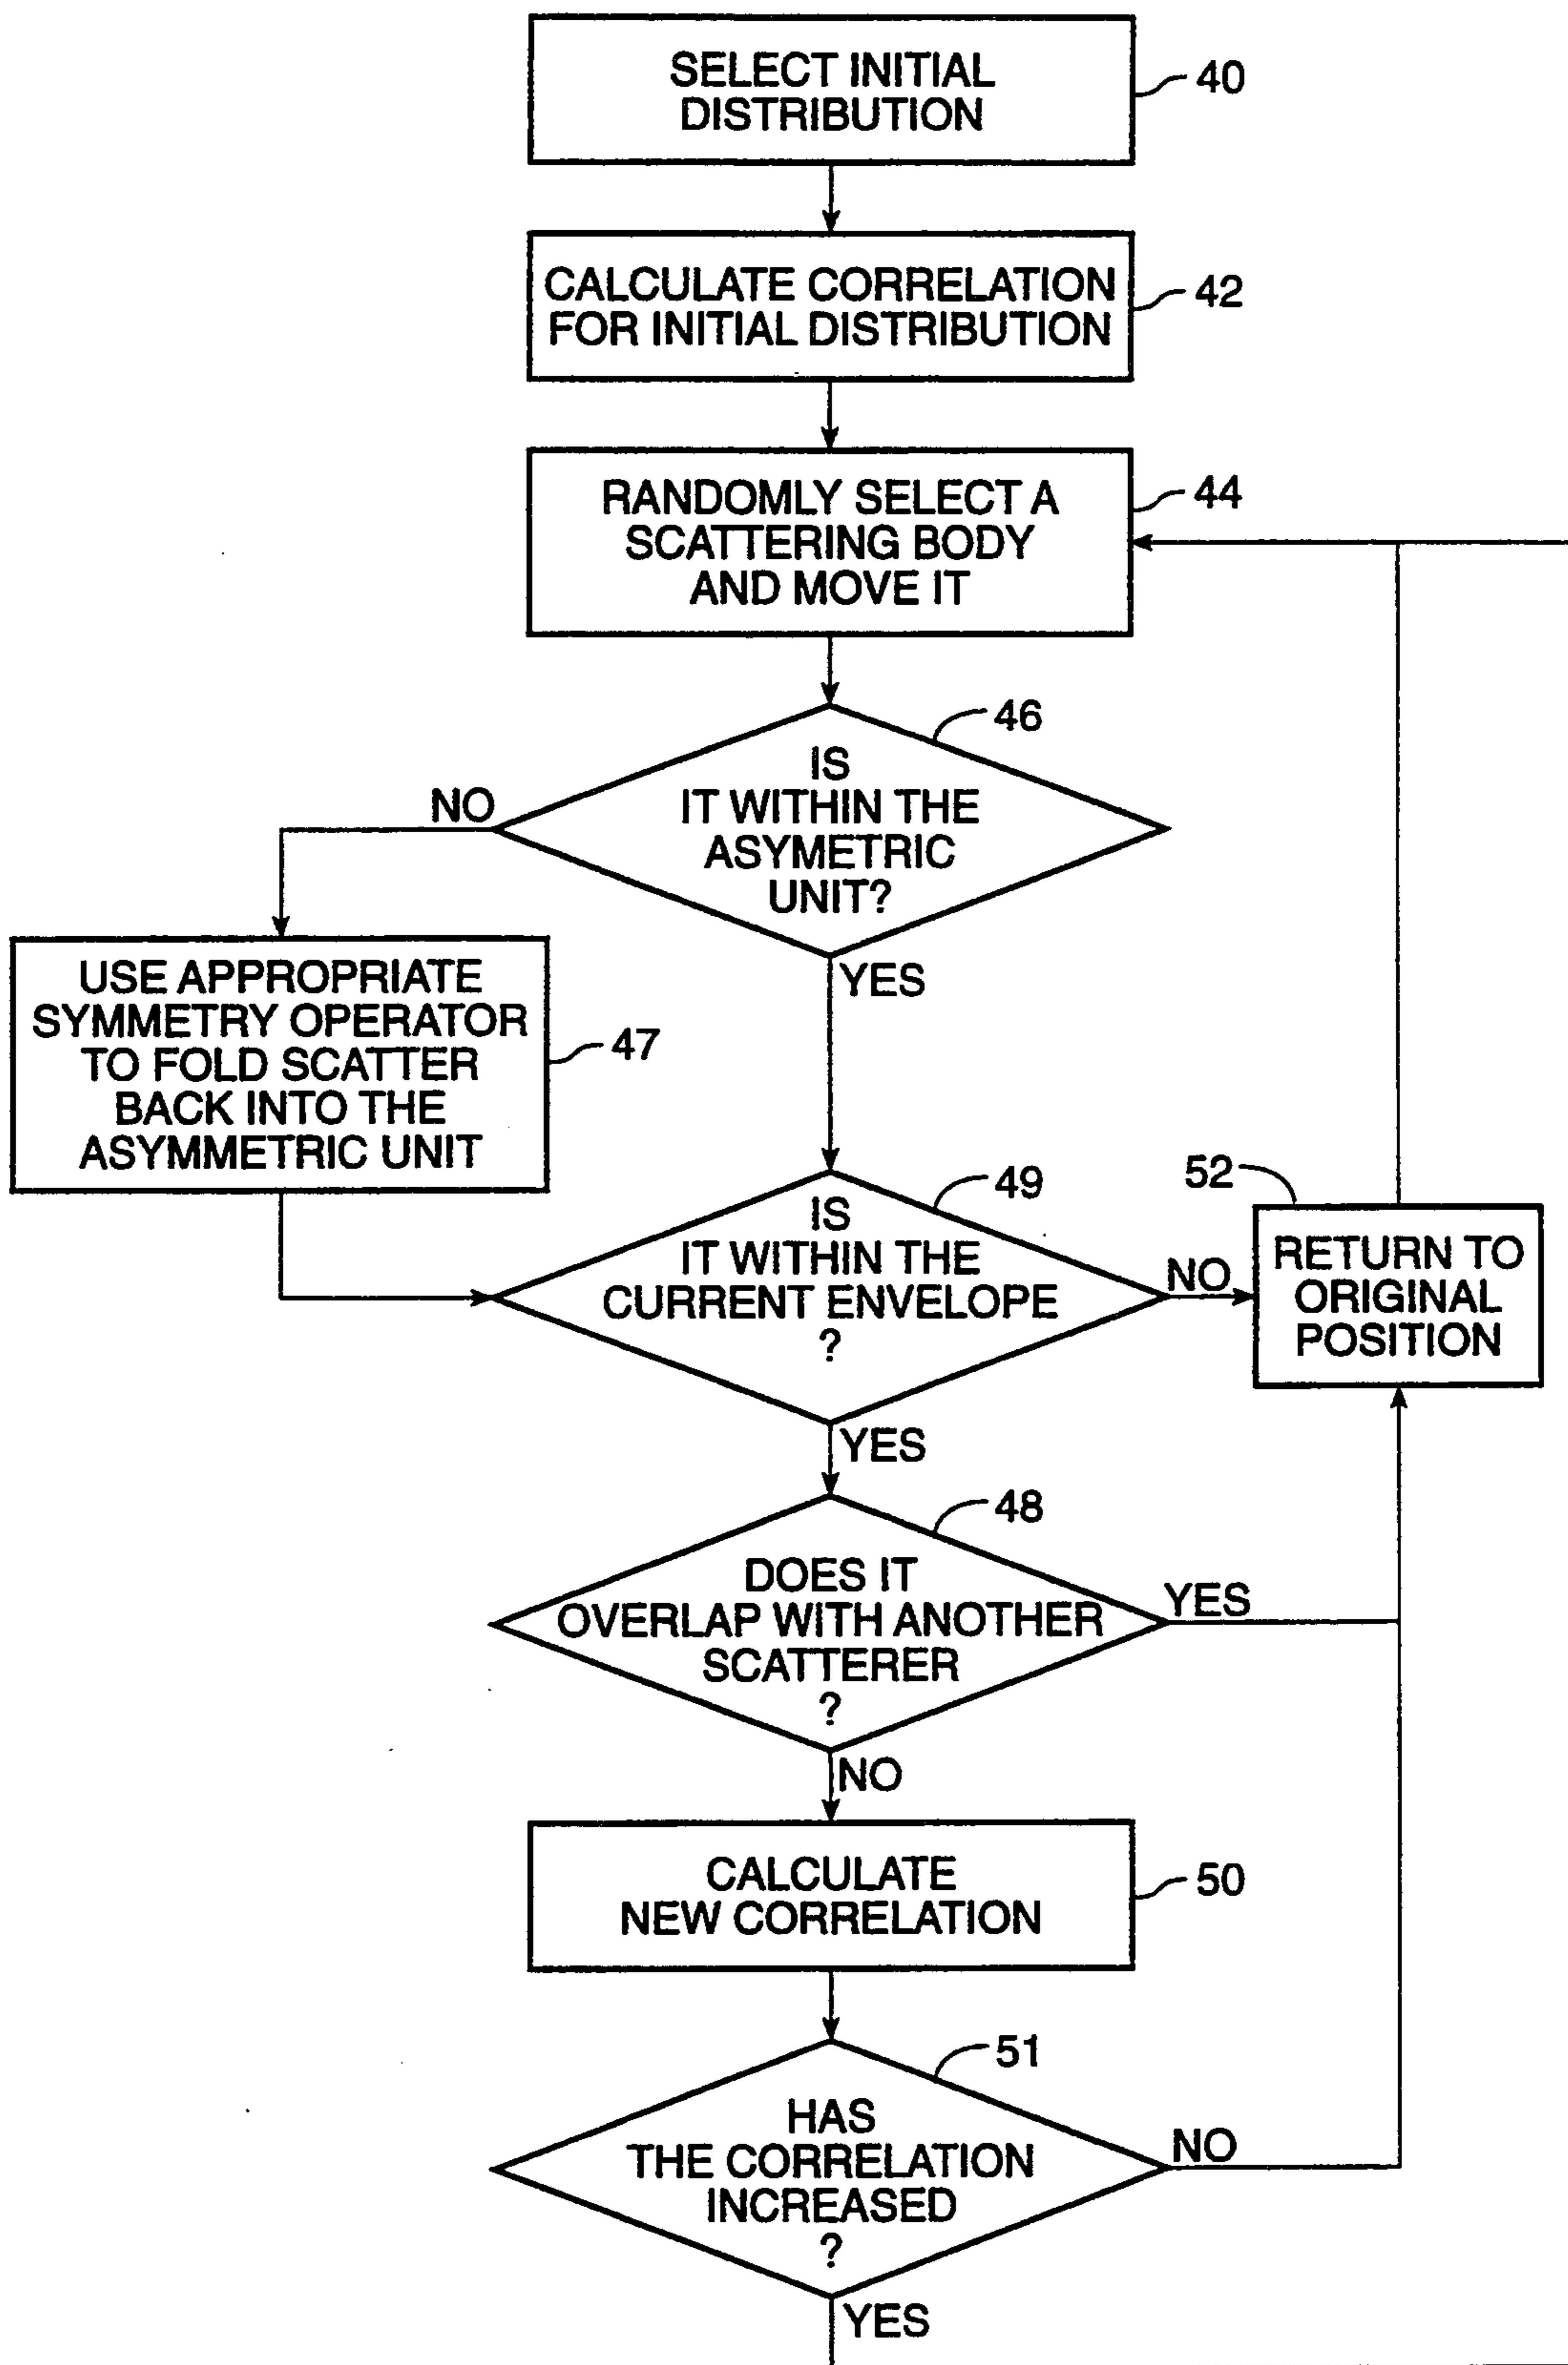 SELECT INITIAL
DISTRIBUTION
40
CALCULATE CORRELATION
FOR INITIAL DISTRIBUTION
42
RANDOMLY SELECT A
SCATTERING BODY
AND MOVE IT
44
46
IS
IT WITHIN THE
ASYMETRIC
UNIT?
NO
YES
USE APPROPRIATE
SYMMETRY OPERATOR
TO FOLD SCATTER
BACK INTO THE
ASYMMETRIC UNIT
47
49
IS
IT WITHIN THE
CURRENT ENVELOPE
?
NO
YES
52
RETURN TO
ORIGINAL
POSITION
48
DOES IT
OVERLAP WITH ANOTHER
SCATTERER
?
YES
NO
CALCULATE
NEW CORRELATION
50
51
HAS
THE CORRELATION
INCREASED
?
NO
YES